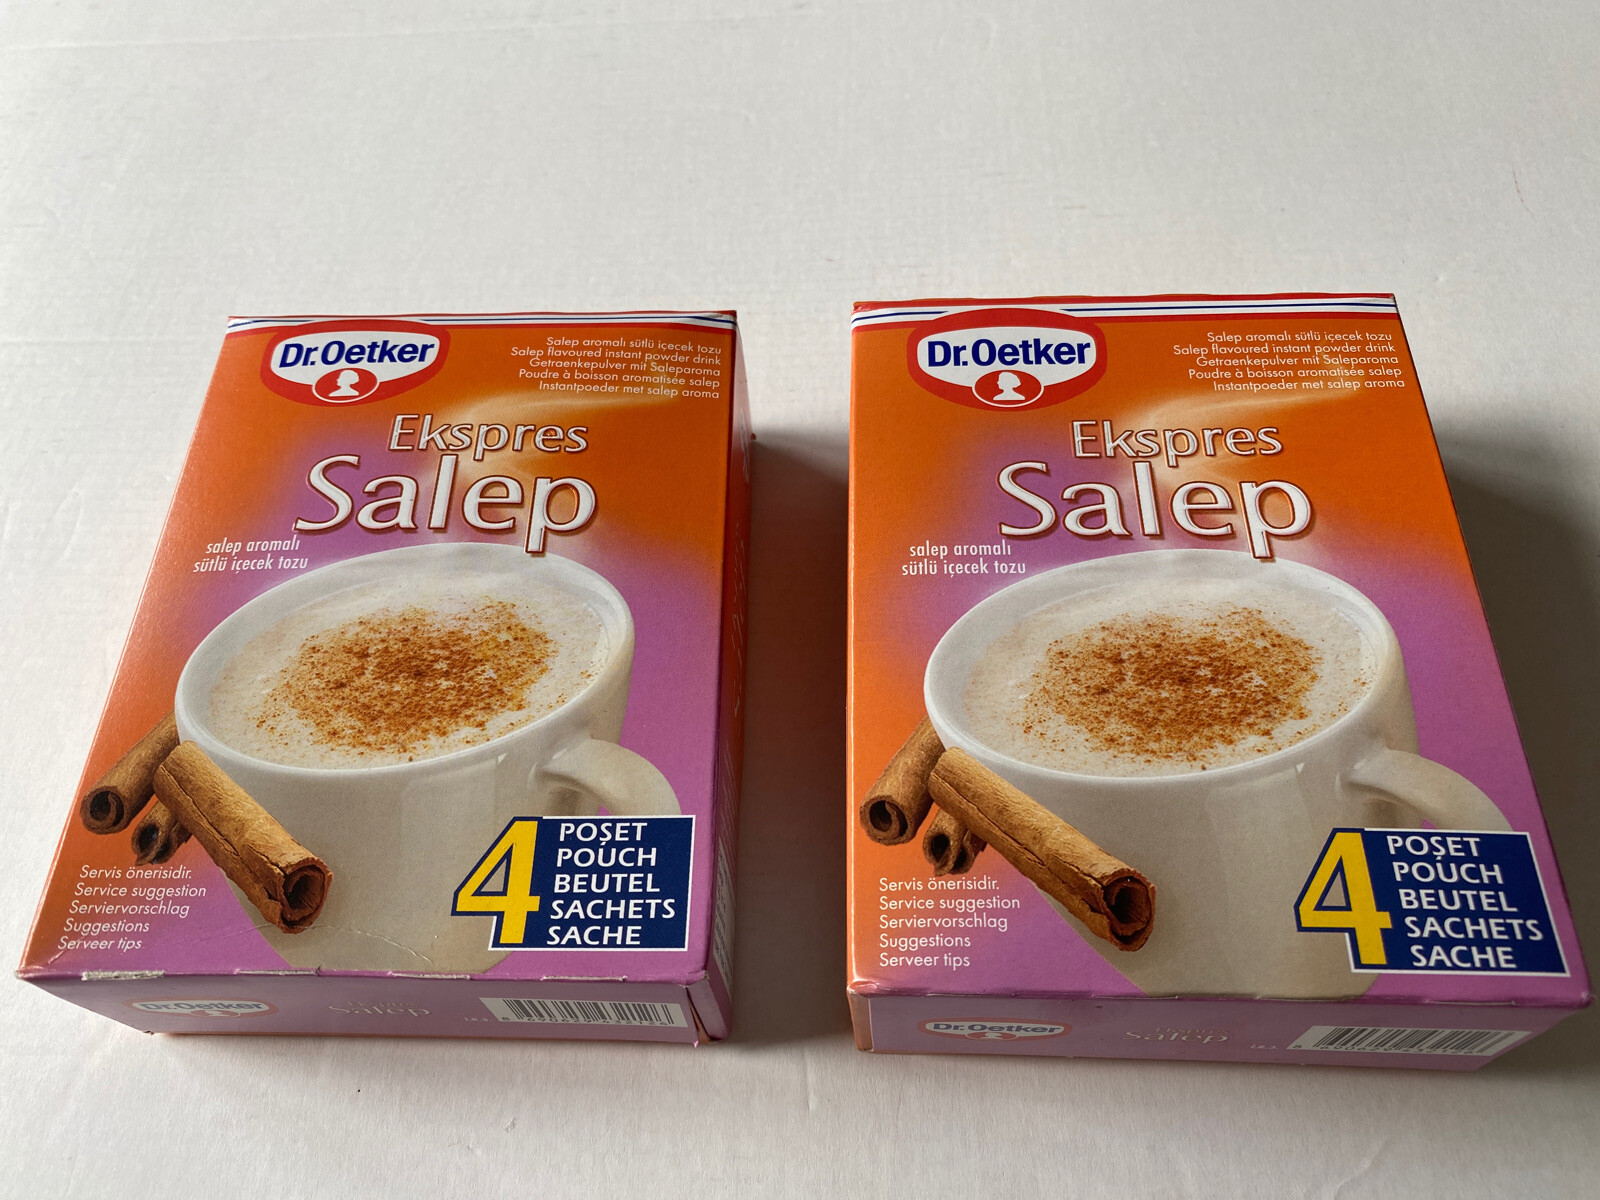 Dr.Oetker
Salep aromalı sütlü içecek tozu
Salep flavoured instant powder drink
Getraenkepulver mit Saleparoma
Poudre à boisson aromatisée salep
Instantpoeder met salep aroma
Ekspres
Salep
salep aromalı
sütlü içecek tozu
4
POŞET
POUCH
BEUTEL
SACHETS
SACHE
Servis önerisidir.
Service suggestion
Serviervorschlag
Suggestions
Serveer tips
Dr.Oetker
Salep
Dr.Oetker
Salep aromalı sütlü içecek tozu
Salep flavoured instant powder drink
Getraenkepulver mit Saleparoma
Poudre à boisson aromatisée salep
Instantpoeder met salep aroma
Ekspres
Salep
salep aromalı
sütlü içecek tozu
4
POŞET
POUCH
BEUTEL
SACHETS
SACHE
Servis önerisidir.
Service suggestion
Serviervorschlag
Suggestions
Serveer tips
Dr.Oetker
Salep